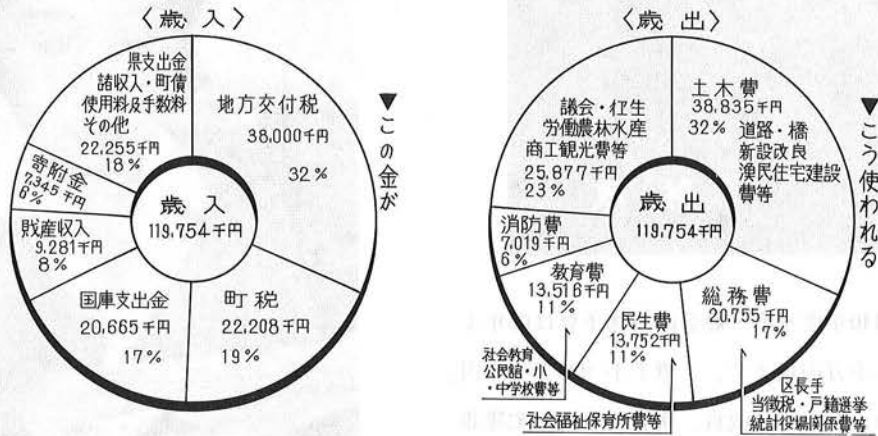 〈歳入〉
地方交付税
38,000千円
32%
町税
22,208千円
19%
国庫支出金
20,665千円
17%
財産収入
9,281千円
8%
寄附金
7,345千円
6%
県支出金
諸収入・町債
使用料及手数料
その他
22,255千円
18%
歳入
119,754千円
▼この金が
〈歳出〉
土木費
38,835千円
32%
道路・橋
新設改良
漁民住宅建設
費等
総務費
20,755千円
17%
区長手
当徴税・戸籍選挙
統計役場関係費等
民生費
13,752千円
11%
社会福祉保育所費等
教育費
13,516千円
11%
社会教育
公民館・小
・中学校費等
消防費
7,019千円
6%
議会・衛生
労働農林水産
商工観光費等
25,877千円
23%
歳出
119,754千円
▼こう使われる